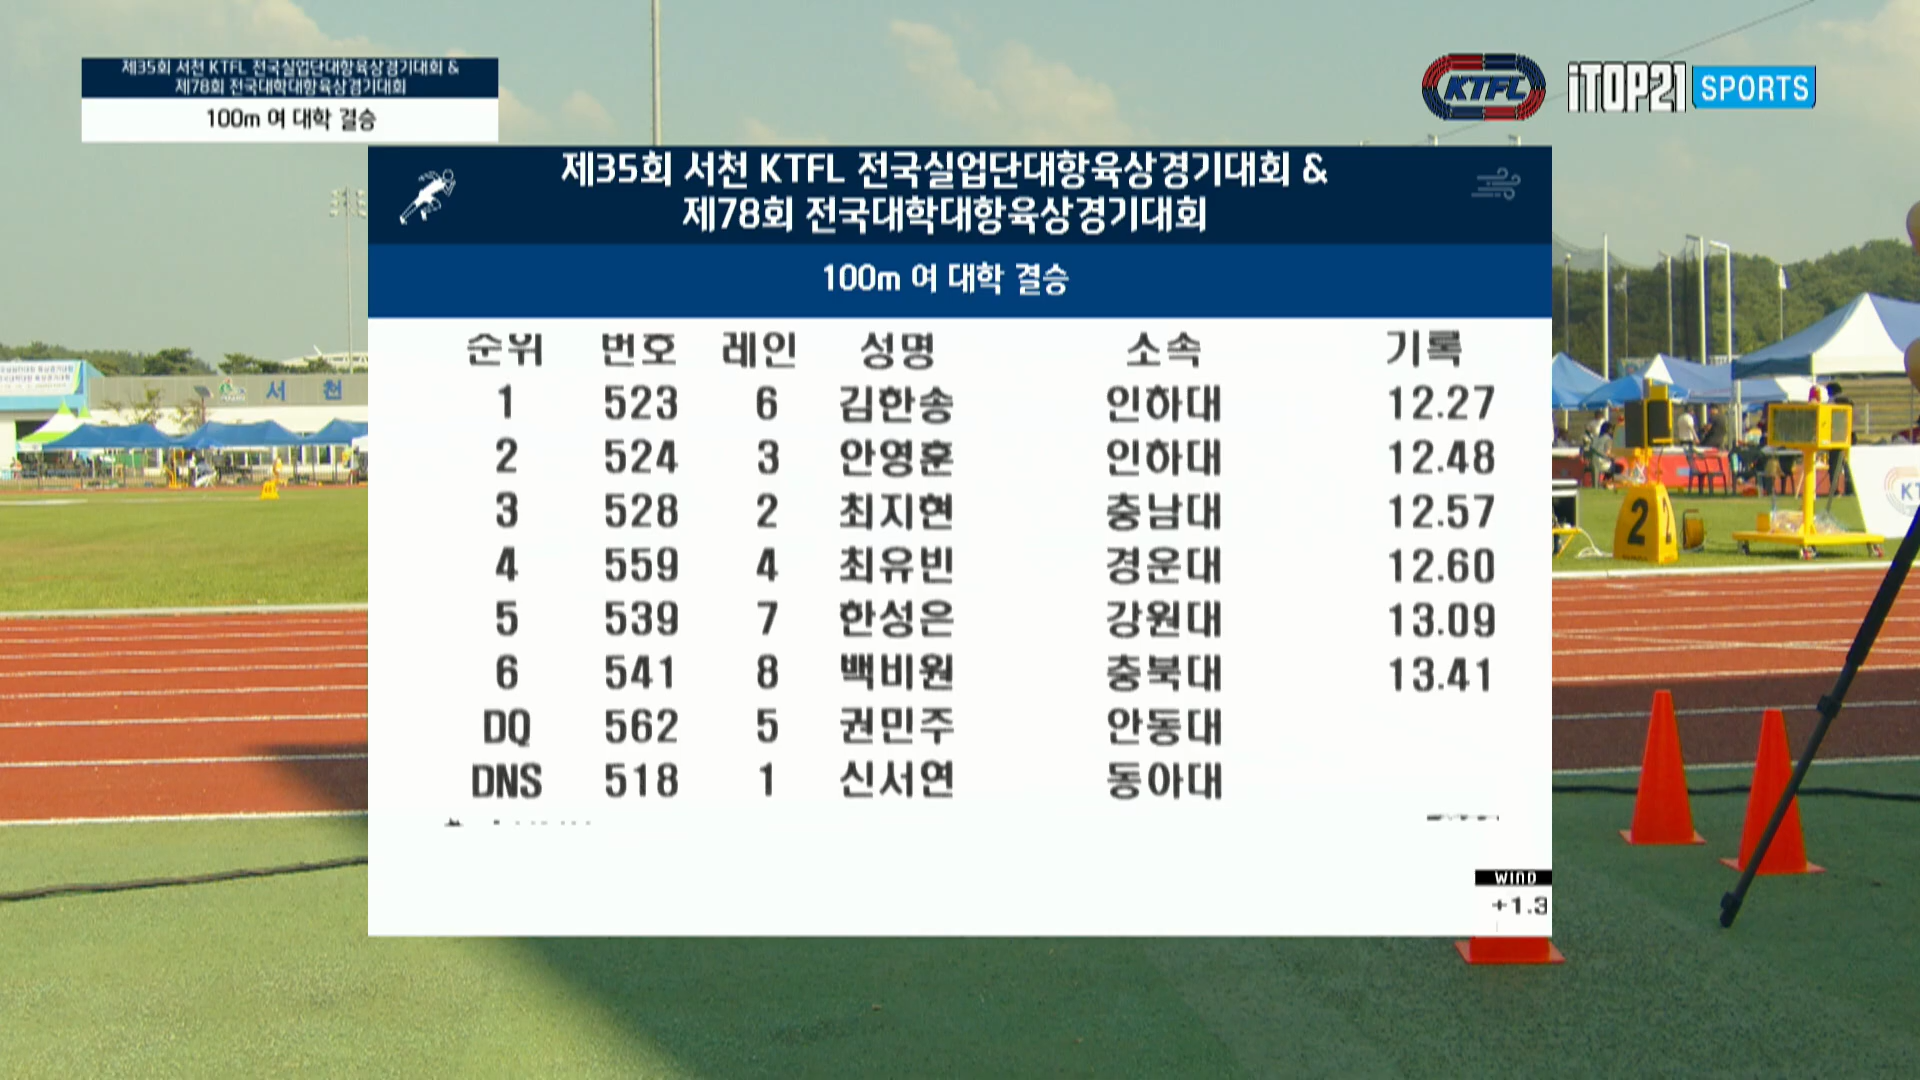 제35회 서천 KTFL 전국실업단대항육상경기대회 &
제78회 전국대학대항육상경기대회
100m 여 대학 결승
KTFL
iTOP21 SPORTS
제35회 서천 KTFL 전국실업단대항육상경기대회 &
제78회 전국대학대항육상경기대회
100m 여 대학 결승
순위 번호 레인 성명 소속 기록
1 523 6 김한송 인하대 12.27
2 524 3 안영훈 인하대 12.48
3 528 2 최지현 충남대 12.57
4 559 4 최유빈 경운대 12.60
5 539 7 한성은 강원대 13.09
6 541 8 백비원 충북대 13.41
DQ 562 5 권민주 안동대
DNS 518 1 신서연 동아대
WIND
+1.3
서천
2
2
KT